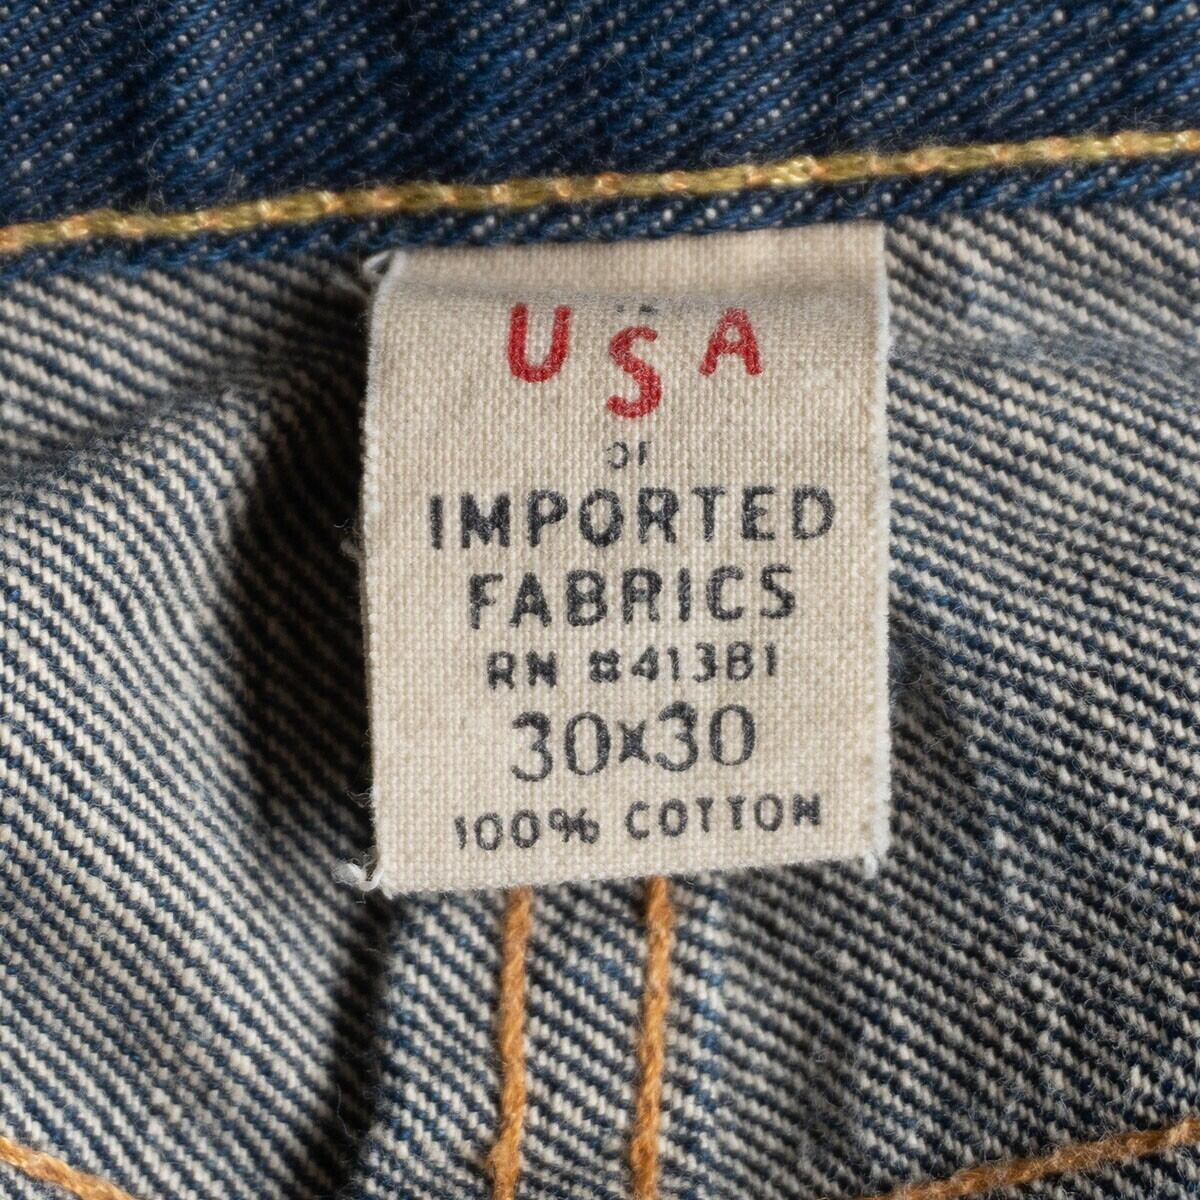 USA
OF
IMPORTED
FABRICS
RN #41381
30x30
100% COTTON